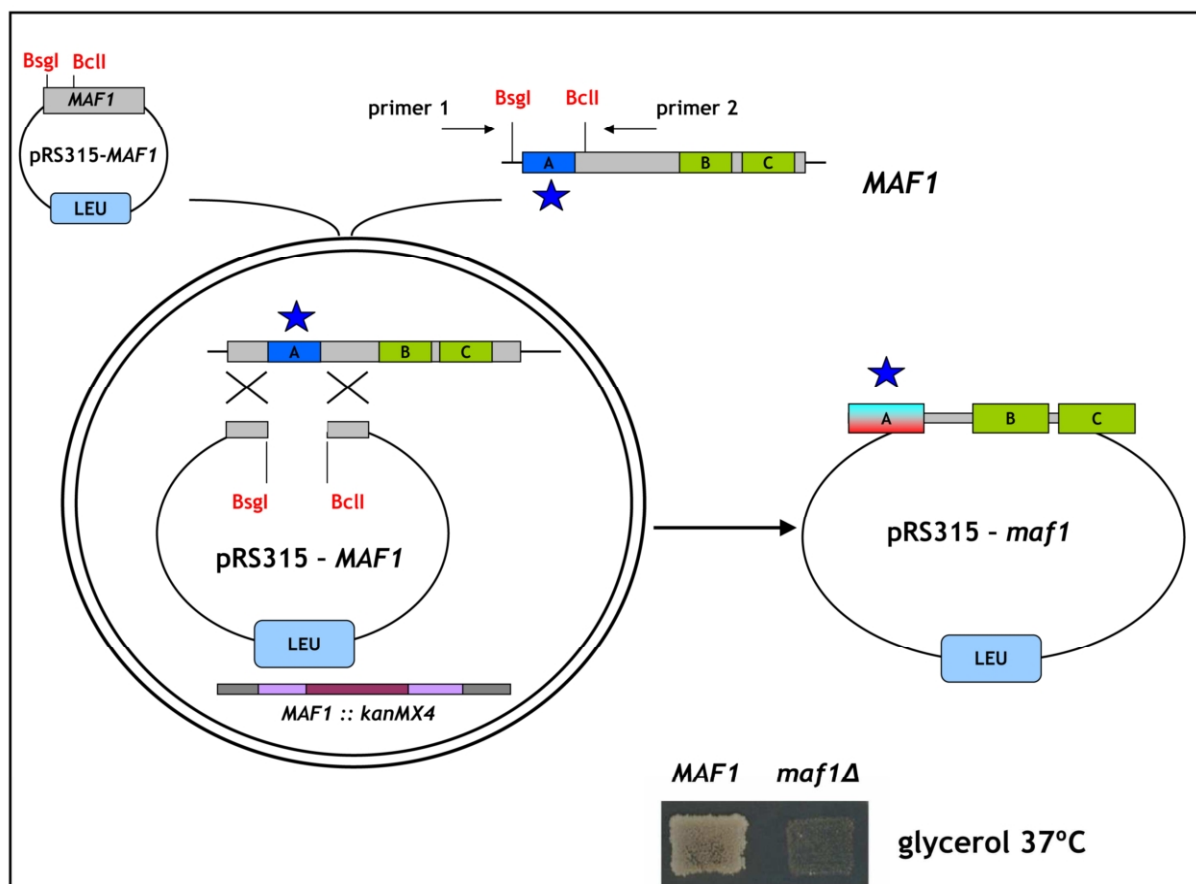 BsgI
BclI
MAF1
pRS315-MAF1
LEU
primer 1
BsgI
BclI
primer 2
A
B
C
MAF1
A
B
C
BsgI
BclI
pRS315 - MAF1
LEU
MAF1 :: kanMX4
A
B
C
pRS315 - maf1
LEU
MAF1
maf1Δ
glycerol 37ºC